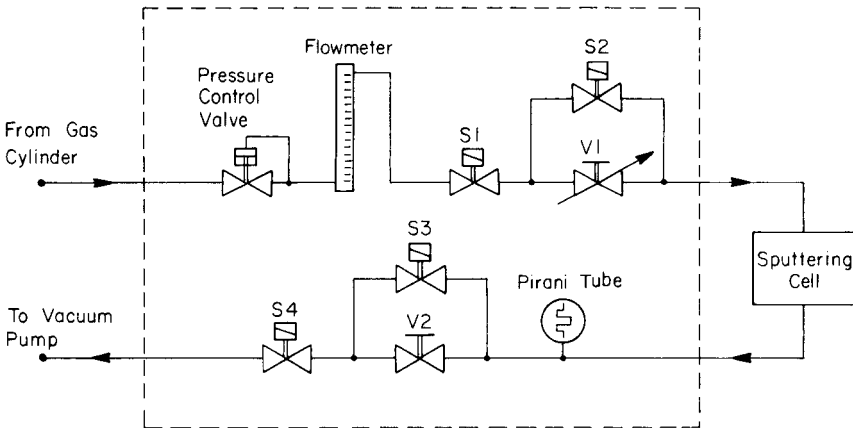 Flowmeter
S2
Pressure
Control
Valve
From Gas
Cylinder
S1
V1
S3
Sputtering
Cell
Pirani Tube
To Vacuum
Pump
S4
V2